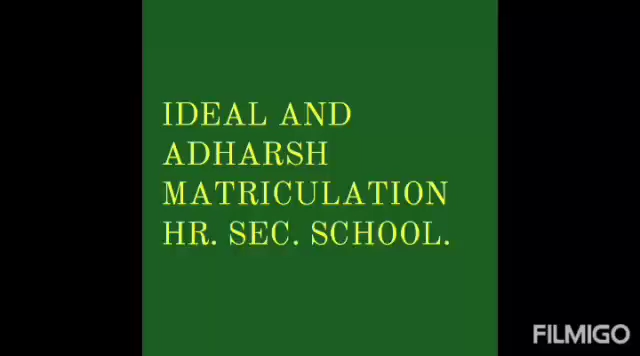 IDEAL AND
ADHARSH
MATRICULATION
HR. SEC. SCHOOL.
FILMIGO